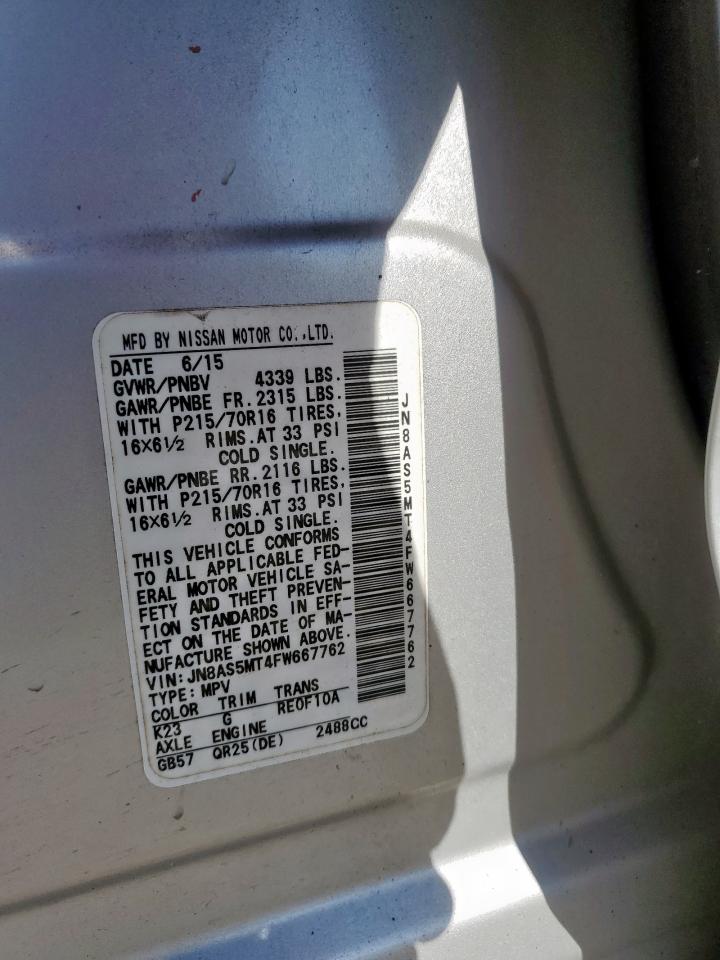 MFD BY NISSAN MOTOR CO.,LTD.
DATE 6/15
GVWR/PNBV 4339 LBS.
GAWR/PNBE FR. 2315 LBS.
WITH P215/70R16 TIRES,
16X6½ RIMS. AT 33 PSI
COLD SINGLE.
GAWR/PNBE RR. 2116 LBS.
WITH P215/70R16 TIRES,
16X6½ RIMS. AT 33 PSI
COLD SINGLE.
THIS VEHICLE CONFORMS
TO ALL APPLICABLE FED-
ERAL MOTOR VEHICLE SA-
FETY AND THEFT PREVEN-
TION STANDARDS IN EFF-
ECT ON THE DATE OF MA-
NUFACTURE SHOWN ABOVE.
VIN: JN8AS5MT4FW667762
TYPE: MPV
COLOR TRIM TRANS
K23 G RE0F10A
AXLE ENGINE
GB57 QR25(DE) 2488CC
JN8AS5MT4FW667762